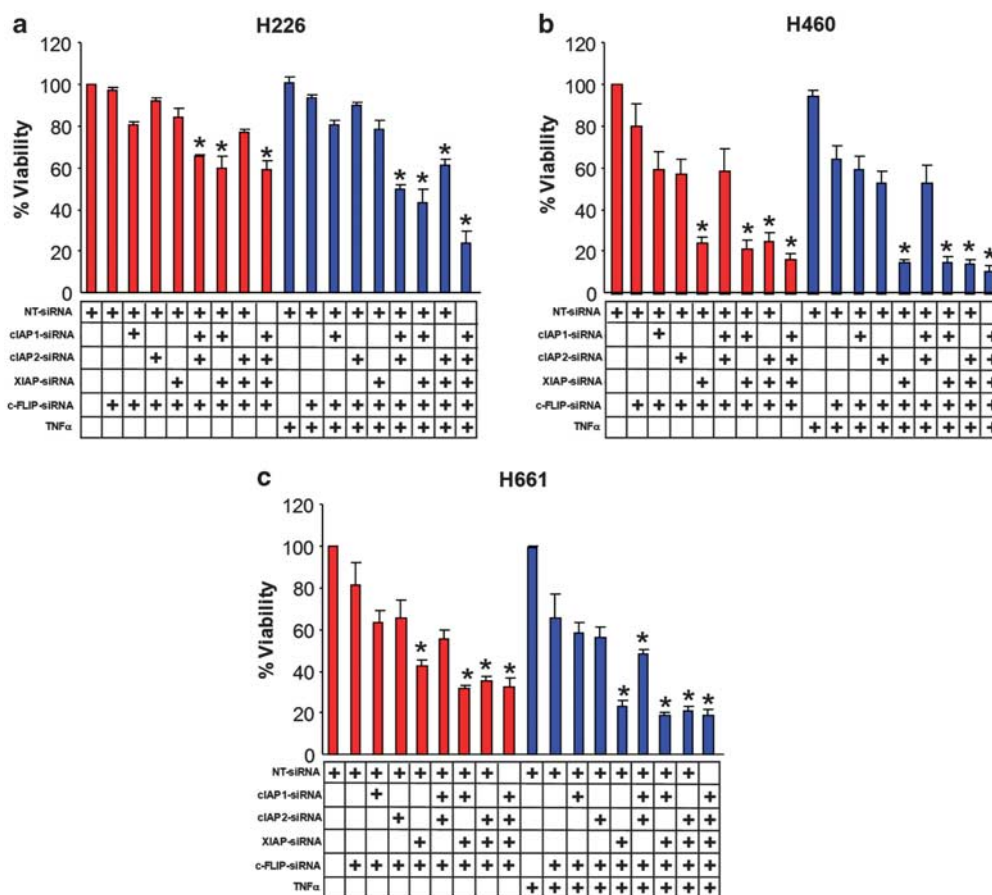 a
H226
% Viability
120
100
80
60
40
20
0
* * * * * * *
NT-siRNA + + + + + + + + + + + + + + + +
cIAP1-siRNA + + + + + + + +
cIAP2-siRNA + + + + + + + +
XIAP-siRNA + + + + + + + +
c-FLIP-siRNA + + + + + + + + + + + + + + + +
TNFα + + + + + + + + +
b
H460
% Viability
120
100
80
60
40
20
0
* * * * * * * *
NT-siRNA + + + + + + + + + + + + + + + +
cIAP1-siRNA + + + + + + + +
cIAP2-siRNA + + + + + + + +
XIAP-siRNA + + + + + + + +
c-FLIP-siRNA + + + + + + + + + + + + + + + +
TNFα + + + + + + + + +
c
H661
% Viability
120
100
80
60
40
20
0
* * * * * * * * *
NT-siRNA + + + + + + + + + + + + + + + +
cIAP1-siRNA + + + + + + + +
cIAP2-siRNA + + + + + + + +
XIAP-siRNA + + + + + + + +
c-FLIP-siRNA + + + + + + + + + + + + + + + +
TNFα + + + + + + + + +